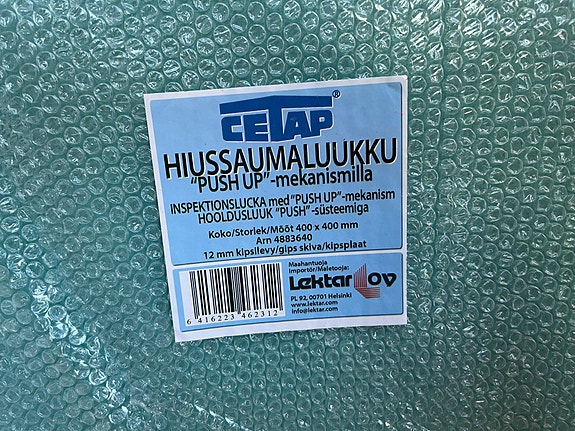 CETAP®
HIUSSAUMALUUKKU
"PUSH UP"-mekanismilla
INSPEKTIONSLUCKA med "PUSH UP"-mekanism
HOOLDUSLUUK "PUSH"-süsteemiga
Koko/Storlek/Mõõt 400 x 400 mm
Arn 4883640
12 mm kipsilevy/gips skiva/kipsplaat
Maahantuoja
Importör/Maletooja:
Lektar OY
PL 92, 00701 Helsinki
www.lektar.com
info@lektar.com
6 416223 462312